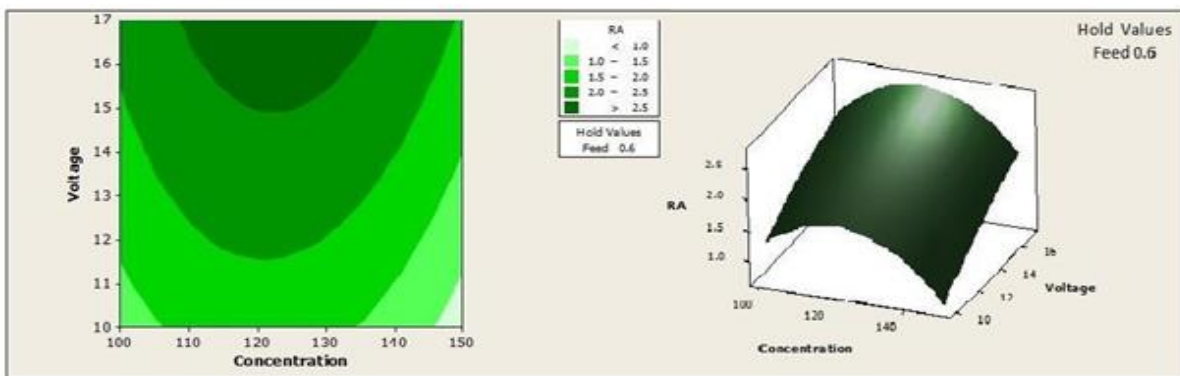 17
16
15
14
13
12
11
10
Voltage
100 110 120 130 140 150
Concentration
RA
< 1.0
1.0 – 1.5
1.5 – 2.0
2.0 – 2.5
> 2.5
Hold Values
Feed 0.6
Hold Values
Feed 0.6
2.5
2.0
RA
1.5
1.0
100
120
140
Concentration
10
12
14
16
Voltage